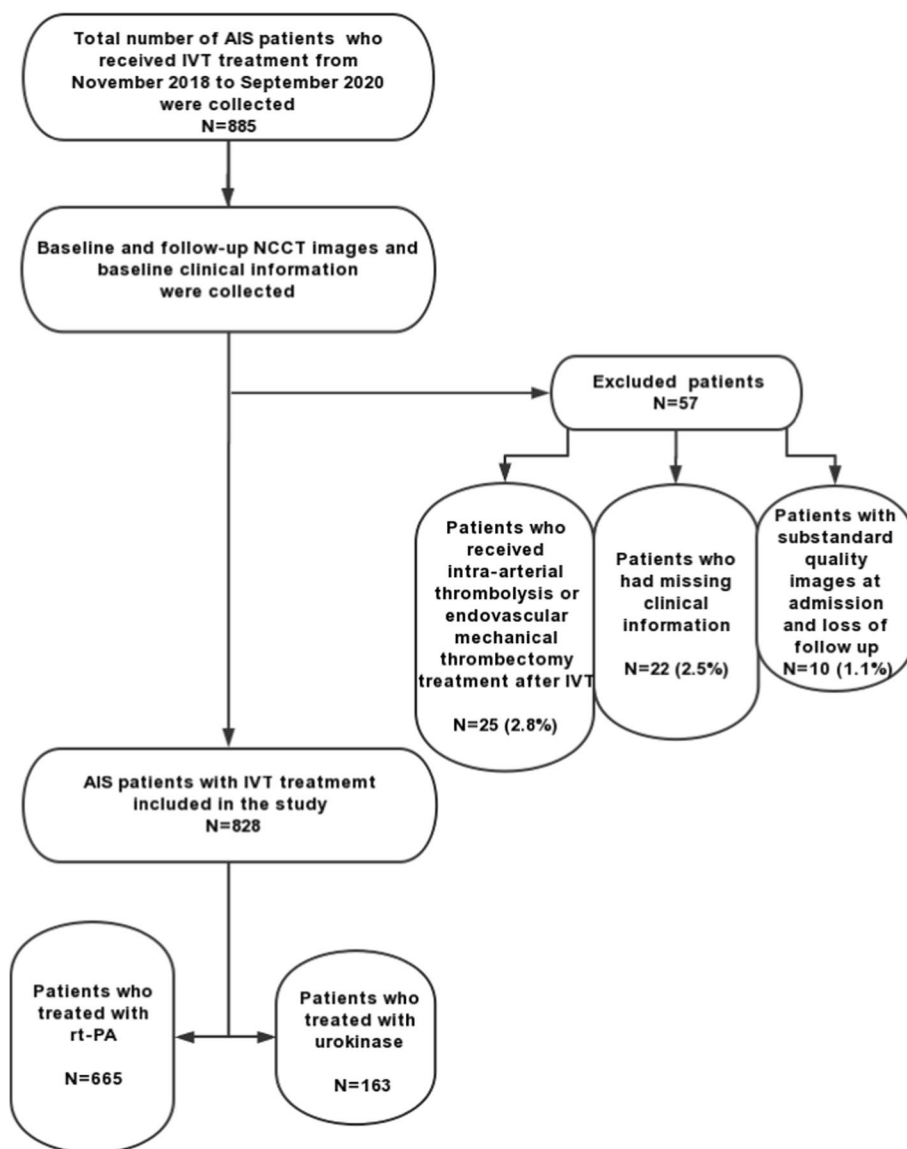 Total number of AIS patients who
received IVT treatment from
November 2018 to September 2020
were collected
N=885
Baseline and follow-up NCCT images and
baseline clinical information
were collected
Excluded patients
N=57
Patients who
received
intra-arterial
thrombolysis or
endovascular
mechanical
thrombectomy
treatment after IVT
N=25 (2.8%)
Patients who
had missing
clinical
information
N=22 (2.5%)
Patients with
substandard
quality
images at
admission
and loss of
follow up
N=10 (1.1%)
AIS patients with IVT treatmemt
included in the study
N=828
Patients who
treated with
rt-PA
N=665
Patients who
treated with
urokinase
N=163